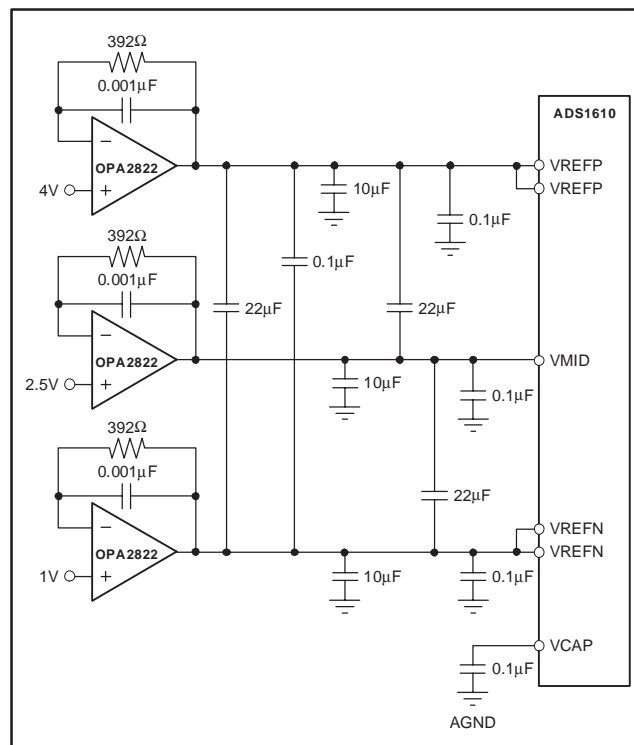 392Ω
0.001µF
ADS1610
OPA2822
4V
VREFP
VREFP
10µF
0.1µF
392Ω
0.001µF
0.1µF
22µF
22µF
OPA2822
VMID
2.5V
10µF
0.1µF
392Ω
0.001µF
22µF
VREFN
OPA2822
VREFN
1V
10µF
0.1µF
VCAP
0.1µF
AGND